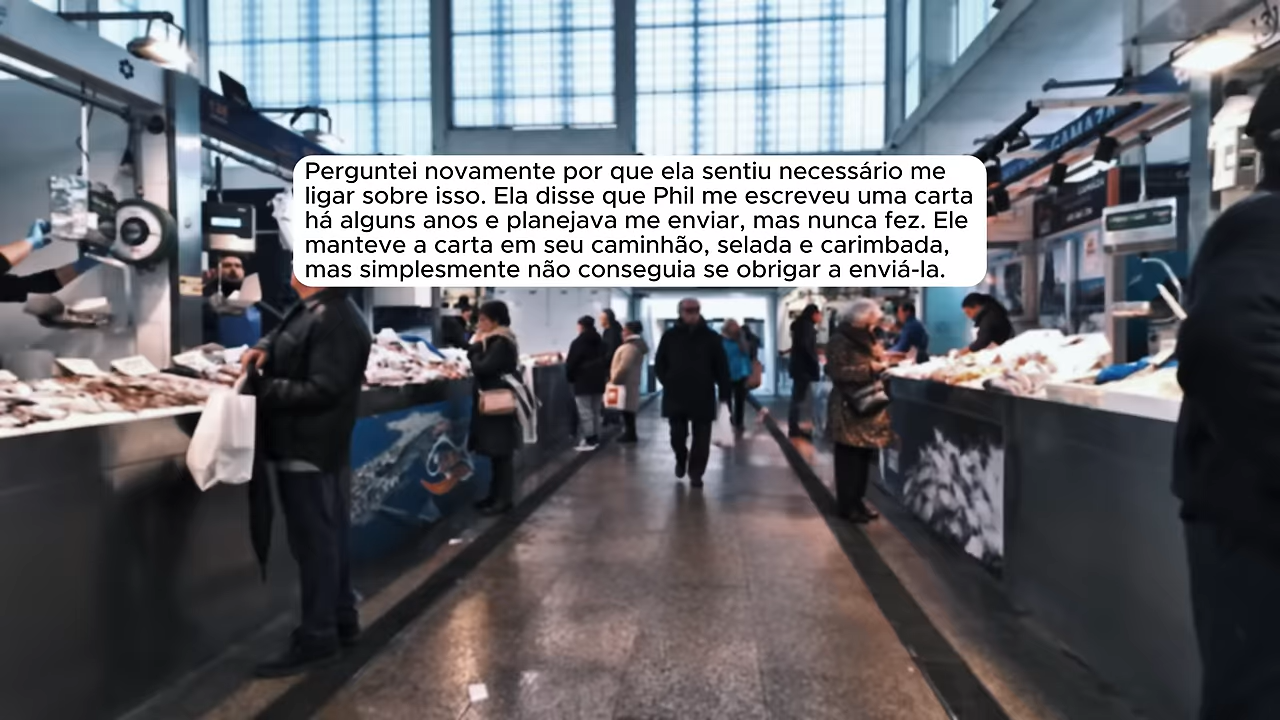 Perguntei novamente por que ela sentiu necessário me
ligar sobre isso. Ela disse que Phil me escreveu uma carta
há alguns anos e planejava me enviar, mas nunca fez. Ele
manteve a carta em seu caminhão, selada e carimbada,
mas simplesmente não conseguia se obrigar a enviá-la.